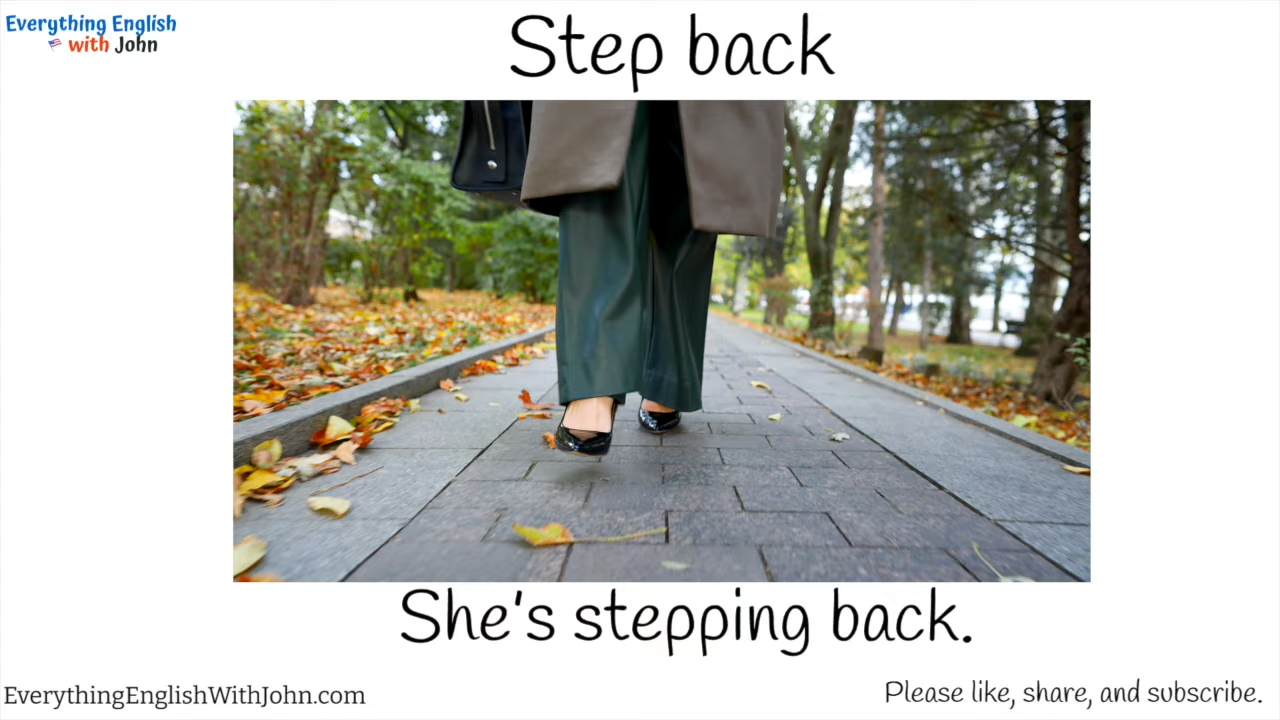 Everything English
with John
Step back
She's stepping back.
EverythingEnglishWithJohn.com
Please like, share, and subscribe.